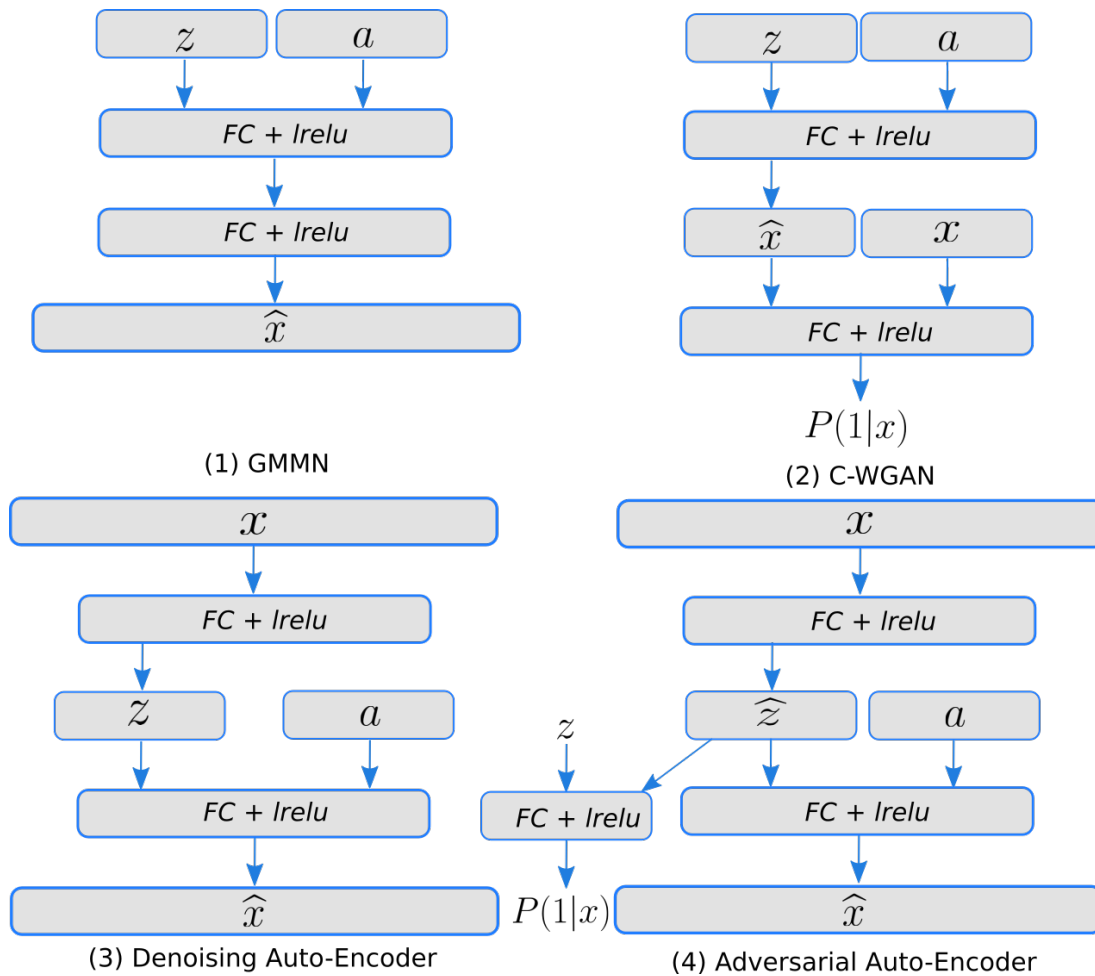 z a
FC + lrelu
FC + lrelu
x̂
(1) GMMN
z a
FC + lrelu
x̂ x
FC + lrelu
P(1|x)
(2) C-WGAN
x
FC + lrelu
z a
FC + lrelu
x̂
(3) Denoising Auto-Encoder
x
FC + lrelu
ẑ a
z
FC + lrelu
FC + lrelu
P(1|x)
x̂
(4) Adversarial Auto-Encoder